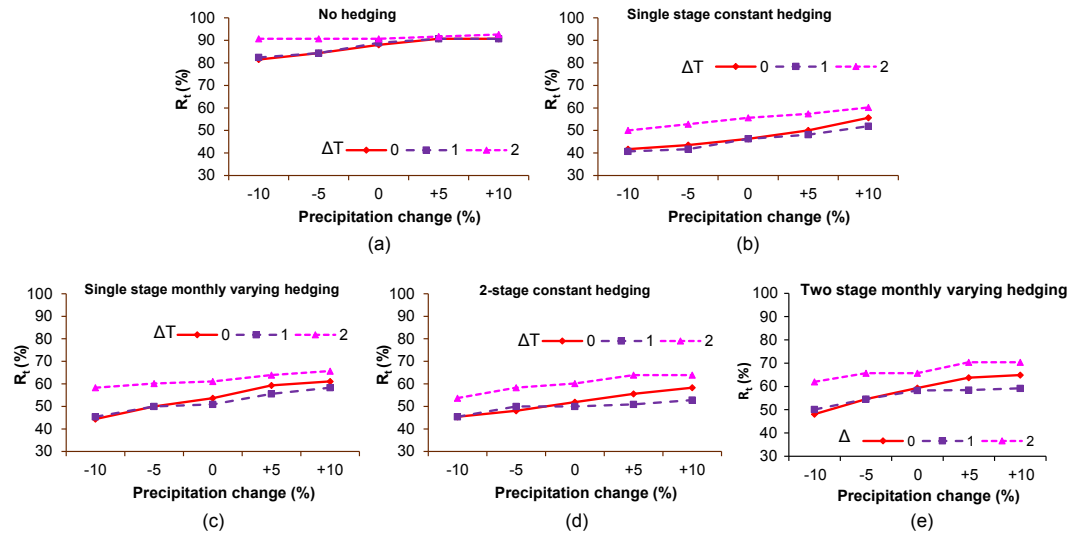 No hedging
100
90
80
70
60
50
40
30
Rt (%)
ΔT 0 1 2
-10 -5 0 +5 +10
Precipitation change (%)
(a)
Single stage constant hedging
100
90
80
70
60
50
40
30
Rt (%)
ΔT 0 1 2
-10 -5 0 +5 +10
Precipitation change (%)
(b)
Single stage monthly varying hedging
100
90
80
70
60
50
40
30
Rt (%)
ΔT 0 1 2
-10 -5 0 +5 +10
Precipitation change (%)
(c)
2-stage constant hedging
100
90
80
70
60
50
40
30
Rt (%)
ΔT 0 1 2
-10 -5 0 +5 +10
Precipitation change (%)
(d)
Two stage monthly varying hedging
100
90
80
70
60
50
40
30
Rt (%)
Δ 0 1 2
-10 -5 0 +5 +10
Precipitation change (%)
(e)